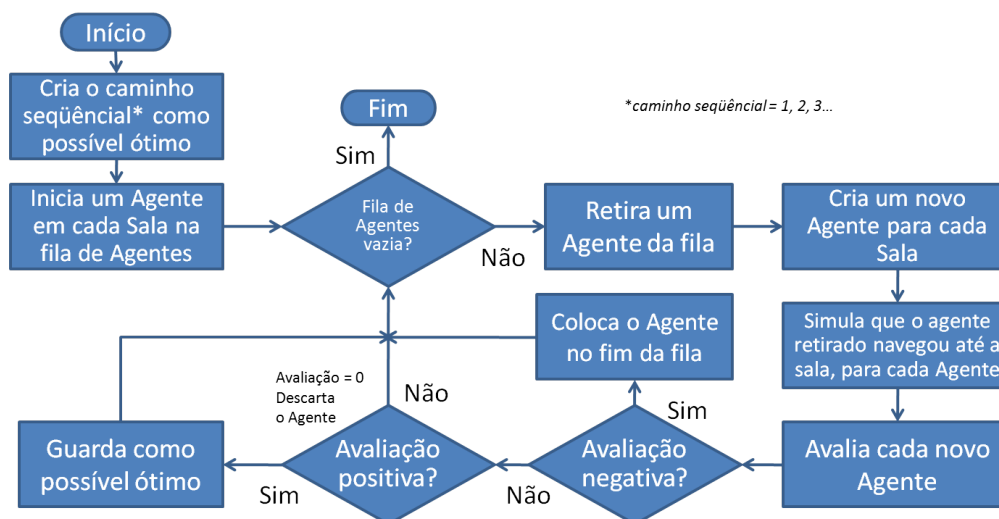 Início
Cria o caminho
seqüêncial* como
possível ótimo
Inicia um Agente
em cada Sala na
fila de Agentes
Fim
Sim
Fila de
Agentes
vazia?
Não
*caminho seqüêncial = 1, 2, 3...
Retira um
Agente da fila
Cria um novo
Agente para cada
Sala
Simula que o agente
retirado navegou até a
sala, para cada Agente
Avalia cada novo
Agente
Avaliação
negativa?
Sim
Coloca o Agente
no fim da fila
Não
Avaliação
positiva?
Não
Avaliação = 0
Descarta
o Agente
Sim
Guarda como
possível ótimo